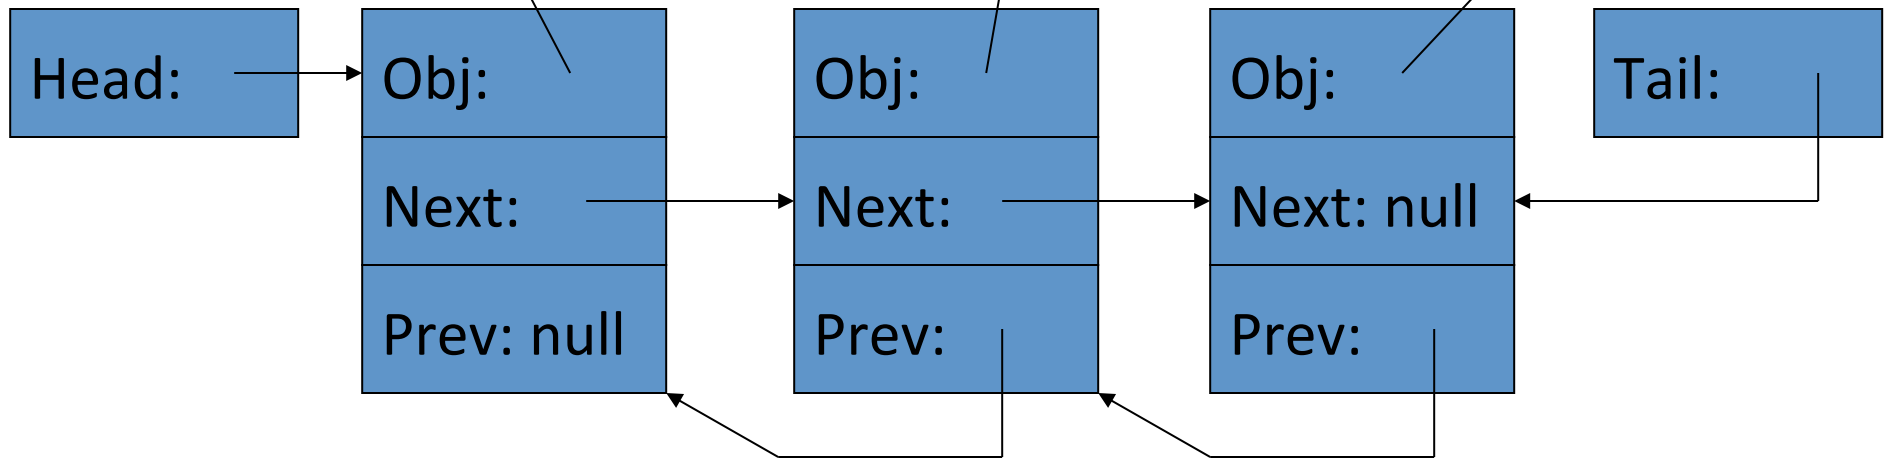 Head:
Obj:
Obj:
Obj:
Tail:
Next:
Next:
Next: null
Prev: null
Prev:
Prev: